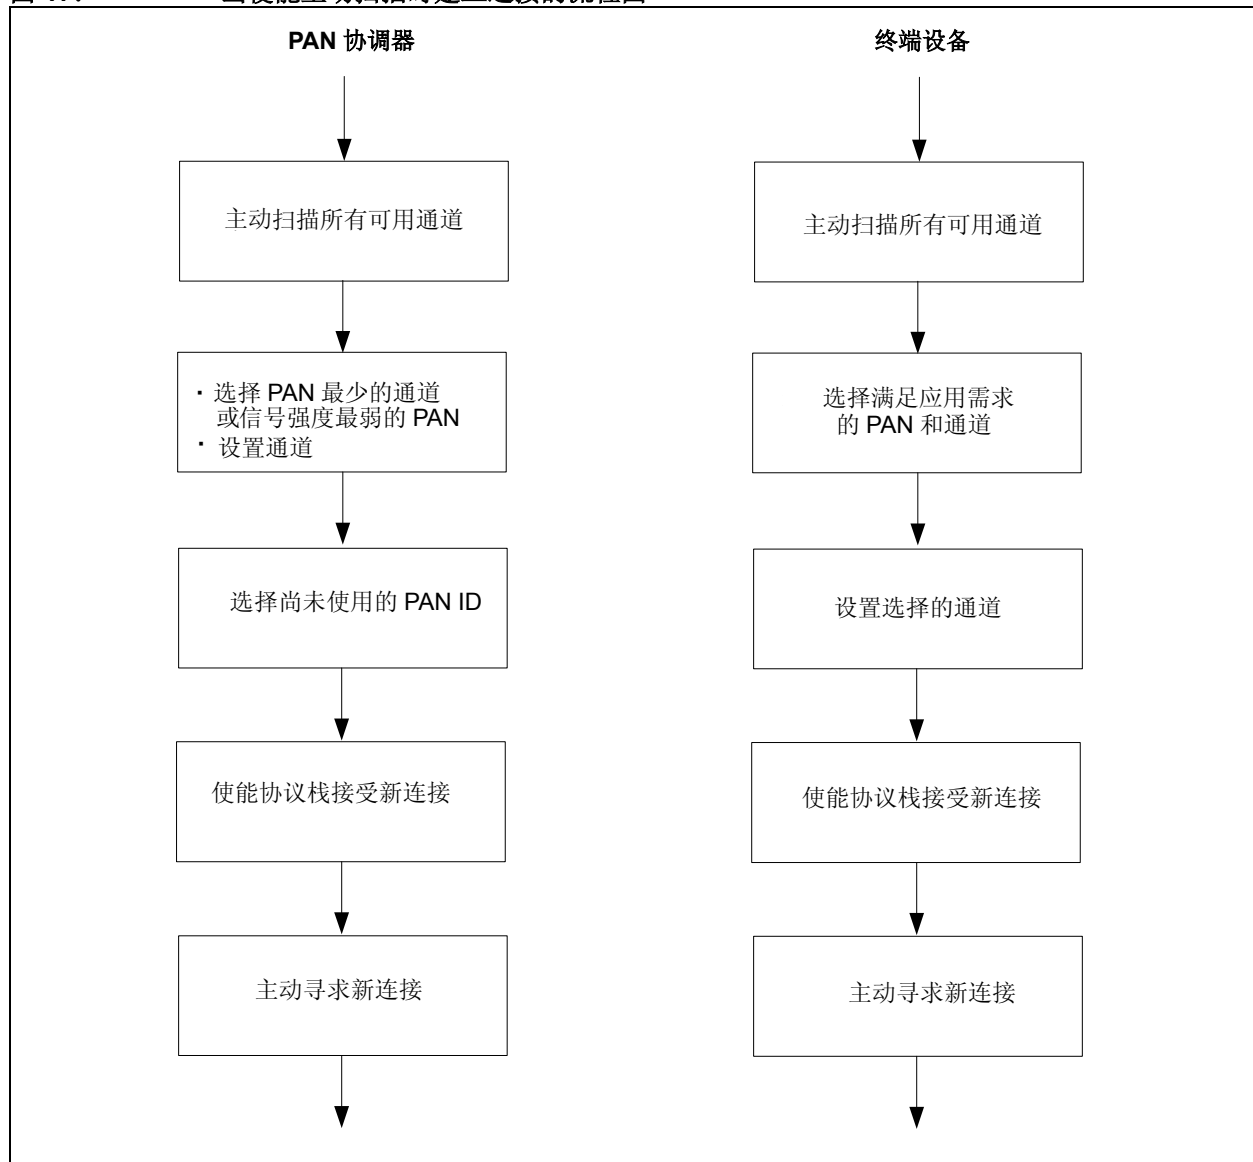 PAN 协调器
主动扫描所有可用通道
· 选择 PAN 最少的通道
或信号强度最弱的 PAN
· 设置通道
选择尚未使用的 PAN ID
使能协议栈接受新连接
主动寻求新连接
终端设备
主动扫描所有可用通道
选择满足应用需求
的 PAN 和通道
设置选择的通道
使能协议栈接受新连接
主动寻求新连接